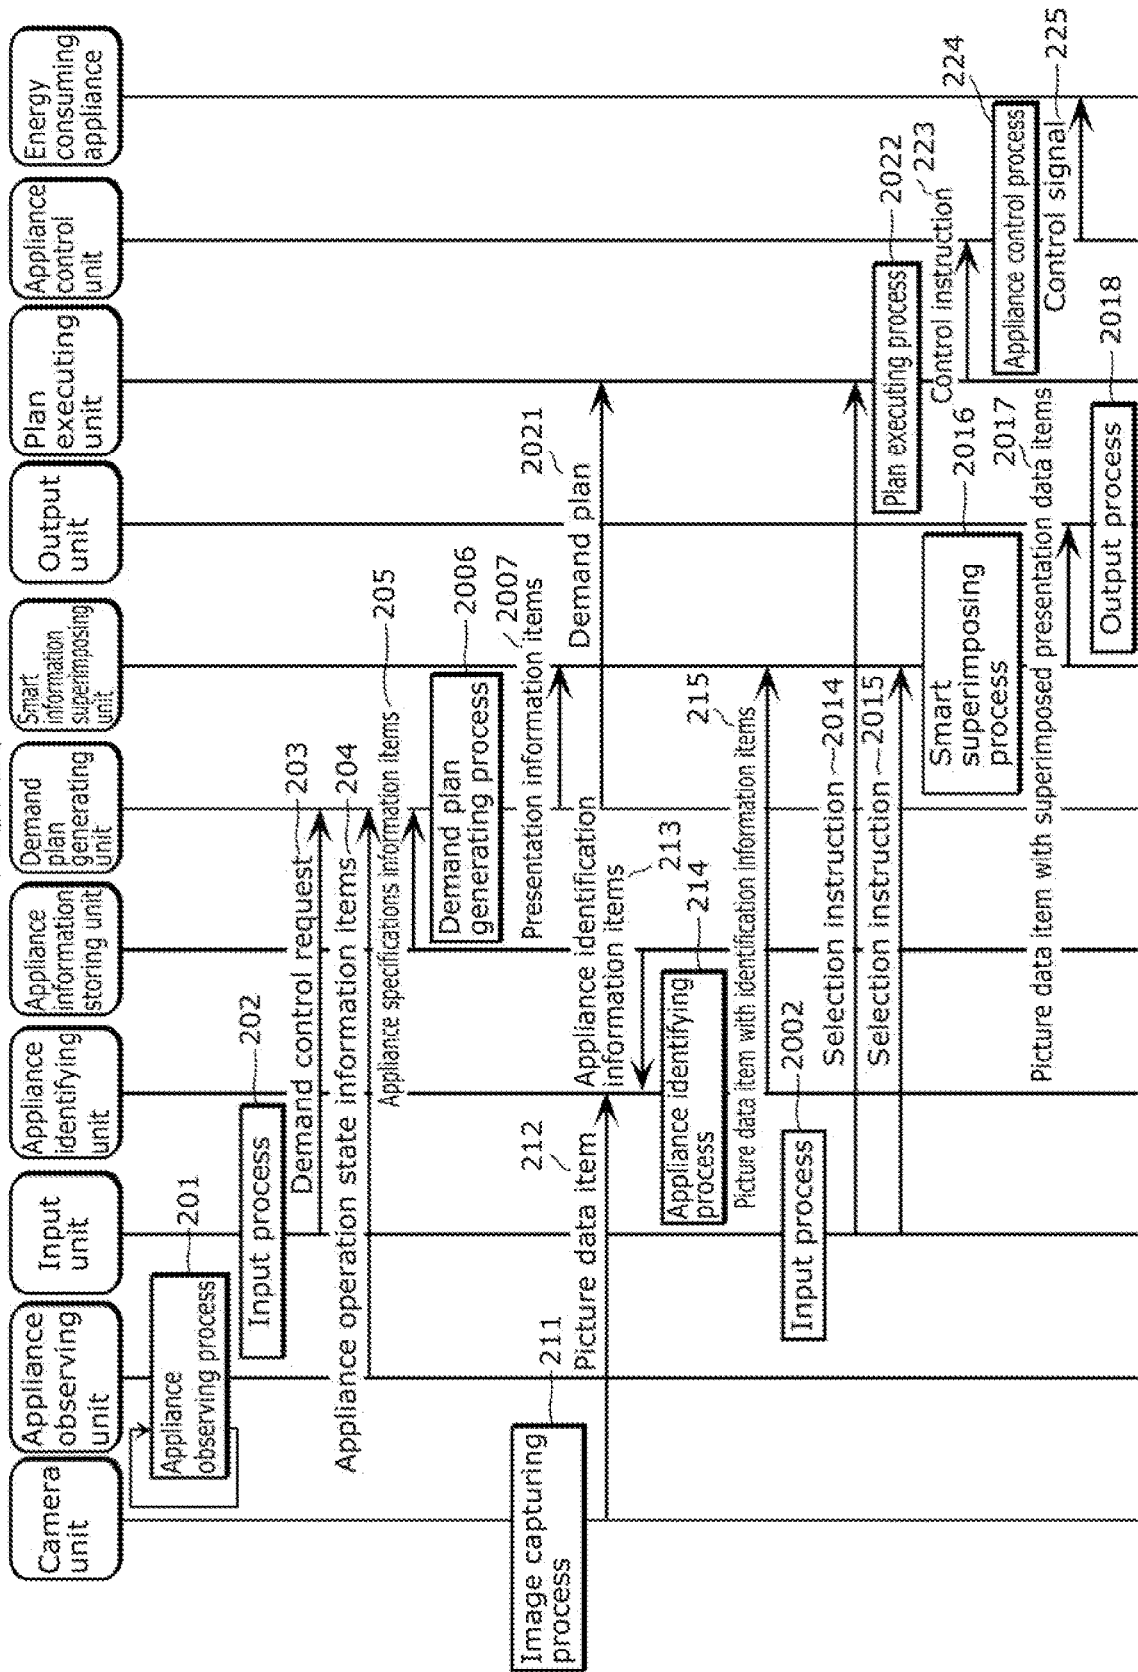 Camera
unit
Appliance
observing
unit
Input
unit
Appliance
identifying
unit
Appliance
information
storing unit
Demand
plan
generating
unit
Smart
information
superimposing
unit
Output
unit
Plan
executing
unit
Appliance
control
unit
Energy
consuming
appliance
Appliance
observing process
201
Input process
202
Demand control request
203
Appliance operation state information items
204
Appliance specifications information items
205
Demand plan
generating process
2006
Presentation information items
2007
Image capturing
process
211
Picture data item
212
Demand plan
2021
Appliance identification
information items
213
Appliance identifying
process
214
Picture data item with identification information items
215
Input process
2002
Selection instruction
2014
Selection instruction
2015
Plan executing process
2022
Control instruction
223
Smart
superimposing
process
2016
Appliance control process
224
Picture data item with superimposed presentation data items
2017
Control signal
225
Output process
2018